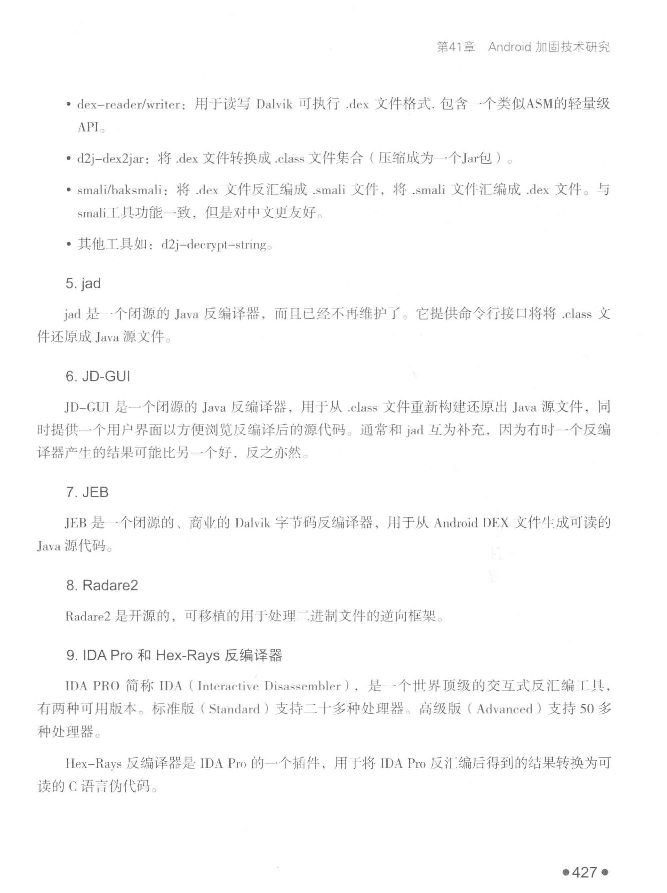 第41章 Android 加固技术研究
• dex-reader/writer：用于读写 Dalvik 可执行 .dex 文件格式. 包含一个类似ASM的轻量级
API。
• d2j-dex2jar：将 .dex 文件转换成 .class 文件集合（压缩成为一个Jar包）。
• smali/baksmali：将 .dex 文件反汇编成 .smali 文件，将 .smali 文件汇编成 .dex 文件。与
smali工具功能一致，但是对中文更友好。
• 其他工具如：d2j-decrypt-string。
5. jad
jad 是一个闭源的 Java 反编译器，而且已经不再维护了。它提供命令行接口将将 .class 文
件还原成 Java 源文件。
6. JD-GUI
JD-GUI 是一个闭源的 Java 反编译器，用于从 .class 文件重新构建还原出 Java 源文件，同
时提供一个用户界面以方便浏览反编译后的源代码。通常和 jad 互为补充，因为有时一个反编
译器产生的结果可能比另一个好，反之亦然。
7. JEB
JEB 是一个闭源的、商业的 Dalvik 字节码反编译器，用于从 Android DEX 文件生成可读的
Java 源代码。
8. Radare2
Radare2 是开源的，可移植的用于处理二进制文件的逆向框架。
9. IDA Pro 和 Hex-Rays 反编译器
IDA PRO 简称 IDA（Interactive Disassembler），是一个世界顶级的交互式反汇编工具，
有两种可用版本。标准版（Standard）支持二十多种处理器。高级版（Advanced）支持 50 多
种处理器。
Hex-Rays 反编译器是 IDA Pro 的一个插件，用于将 IDA Pro 反汇编后得到的结果转换为可
读的 C 语言伪代码。
●427●